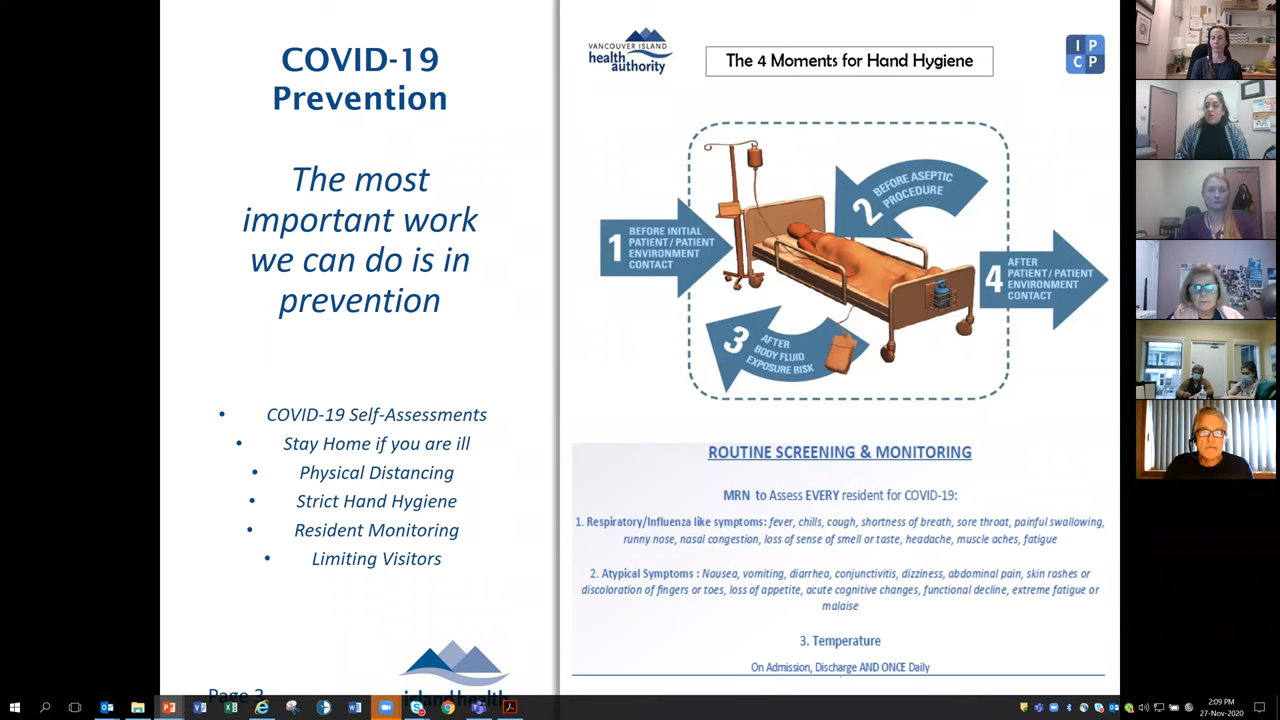 COVID-19
Prevention
The most
important work
we can do is in
prevention
• COVID-19 Self-Assessments
• Stay Home if you are ill
• Physical Distancing
• Strict Hand Hygiene
• Resident Monitoring
• Limiting Visitors
Page 3
island health
VANCOUVER ISLAND
health
authority
The 4 Moments for Hand Hygiene
I P
C P
1 BEFORE INITIAL
PATIENT / PATIENT
ENVIRONMENT
CONTACT
2 BEFORE ASEPTIC
PROCEDURE
3 AFTER
BODY FLUID
EXPOSURE RISK
4 AFTER
PATIENT / PATIENT
ENVIRONMENT
CONTACT
ROUTINE SCREENING & MONITORING
MRN to Assess EVERY resident for COVID-19:
1. Respiratory/Influenza like symptoms: fever, chills, cough, shortness of breath, sore throat, painful swallowing,
runny nose, nasal congestion, loss of sense of smell or taste, headache, muscle aches, fatigue
2. Atypical Symptoms : Nausea, vomiting, diarrhea, conjunctivitis, dizziness, abdominal pain, skin rashes or
discoloration of fingers or toes, loss of appetite, acute cognitive changes, functional decline, extreme fatigue or
malaise
3. Temperature
On Admission, Discharge AND ONCE Daily
2:09 PM
27-Nov-2020